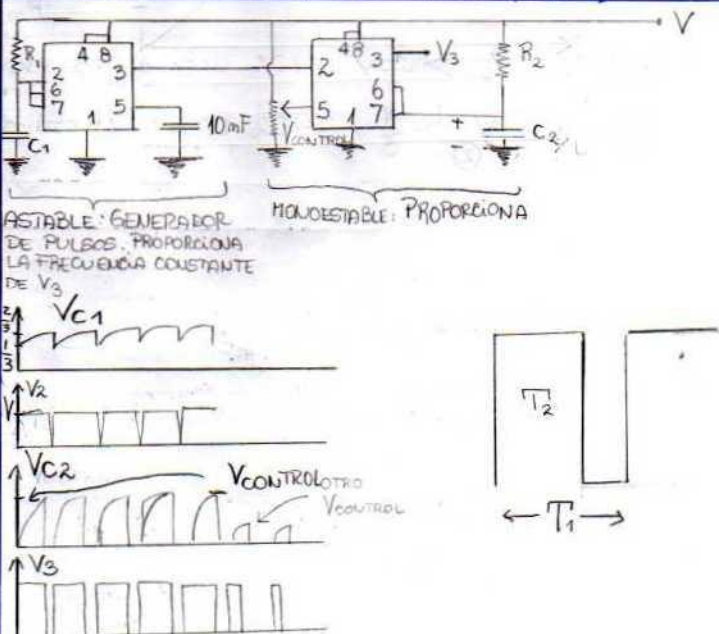 V
R1
4 8
2
3
6
7
5
1
C1
10 mF
4 8
3
2
6
5
1
7
V3
VCONTROL
R2
+
-
C2
ASTABLE: GENERADOR
DE PULSOS. PROPORCIONA
LA FRECUENCIA CONSTANTE
DE V3
MONOESTABLE: PROPORCIONA
VC1
2/3
1/3
V2
V
VC2
VCONTROL OTRO
VCONTROL
V3
T2
T1